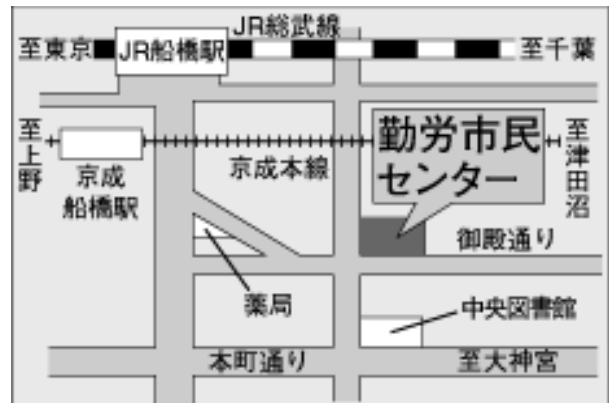 JR総武線
至東京
JR船橋駅
至千葉
至上野
京成
船橋駅
京成本線
勤労市民
センター
至津田沼
御殿通り
薬局
中央図書館
本町通り
至大神宮